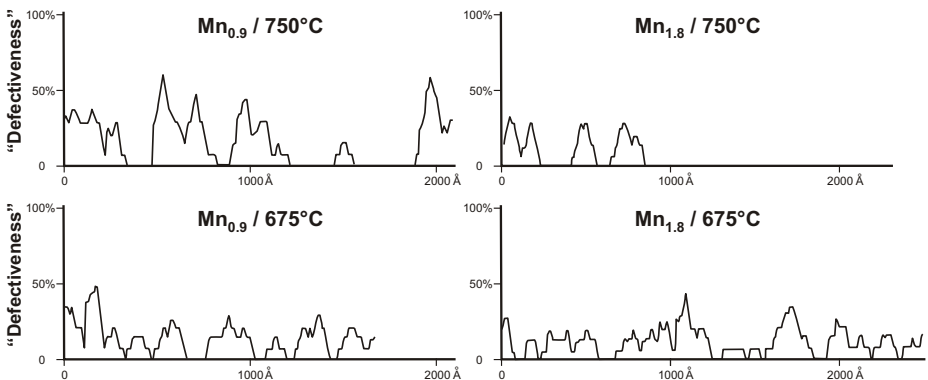 "Defectiveness"
100%
50%
0
Mn0.9 / 750°C
0
1000 Å
2000 Å
100%
50%
0
Mn1.8 / 750°C
0
1000 Å
2000 Å
"Defectiveness"
100%
50%
0
Mn0.9 / 675°C
0
1000 Å
2000 Å
100%
50%
0
Mn1.8 / 675°C
0
1000 Å
2000 Å